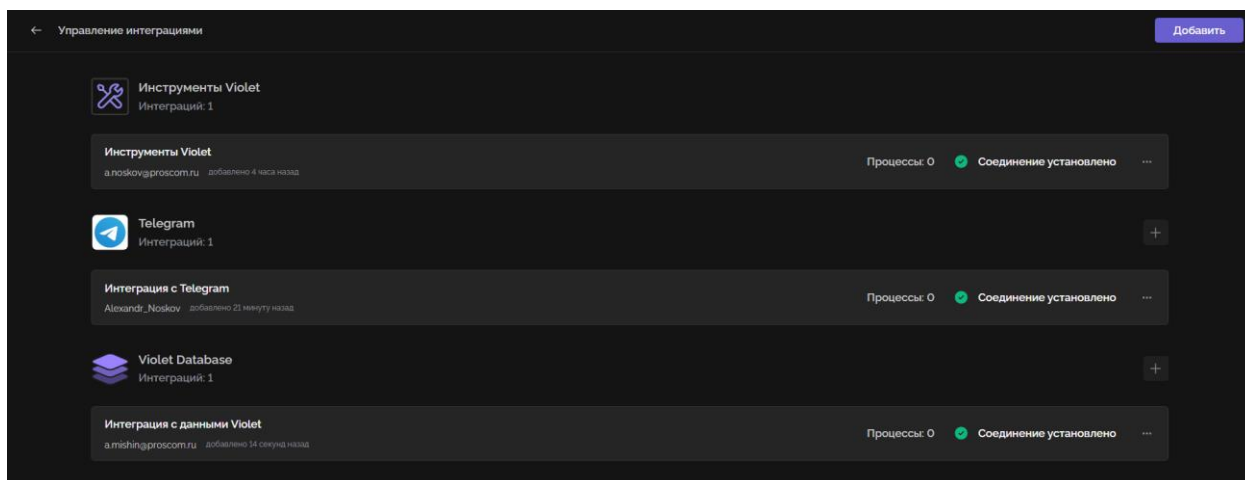 ← Управление интеграциями
Добавить
Инструменты Violet
Интеграций: 1
Инструменты Violet
Процессы: 0 Соединение установлено ...
a.noskov@proscom.ru добавлено 4 часа назад
Telegram
Интеграций: 1
+
Интеграция с Telegram
Процессы: 0 Соединение установлено ...
Alexandr_Noskov добавлено 21 минуту назад
Violet Database
Интеграций: 1
+
Интеграция с данными Violet
Процессы: 0 Соединение установлено ...
a.mishin@proscom.ru добавлено 14 секунд назад